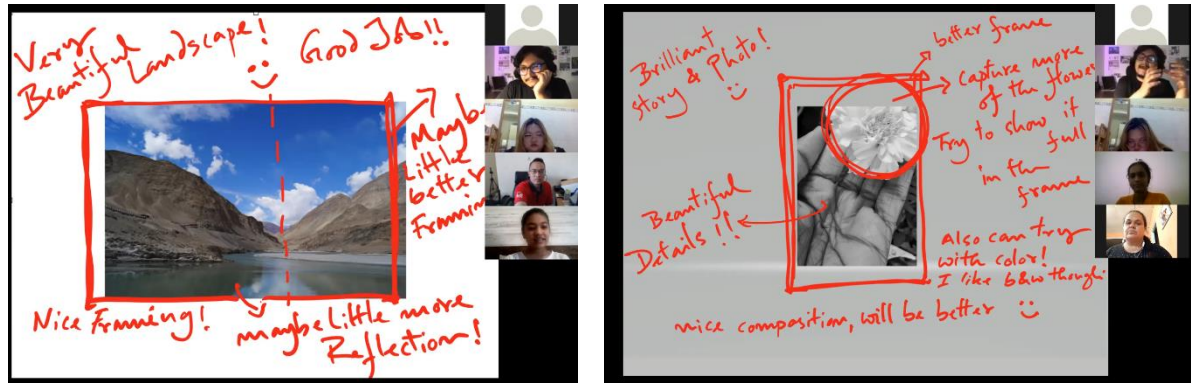 Very
Beautiful Landscape!
Good Job!!
Maybe
Little
better
Framing
Nice Framing!
maybe Little more
Reflection!
Brilliant
story & Photo!
better frame
capture more
of the flower
Try to show it
full
in the
frame
Beautiful
Details!!
Also can try
with color!
I like b&w though
nice composition, will be better